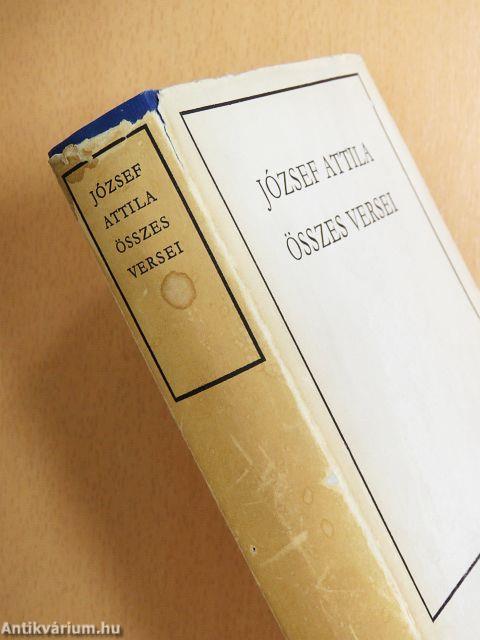 JÓZSEF
ATTILA
ÖSSZES
VERSEI
JÓZSEF ATTILA
ÖSSZES VERSEI
Antikvárium.hu